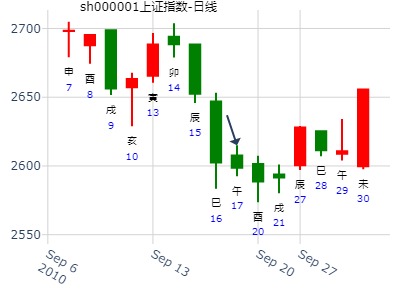 sh000001上证指数-日线
2700
2650
2600
2550
申
7
酉
8
戌
9
亥
10
寅
13
卯
14
辰
15
巳
16
午
17
酉
20
戌
21
辰
27
巳
28
午
29
未
30
Sep 6
2010
Sep 13
Sep 20
Sep 27